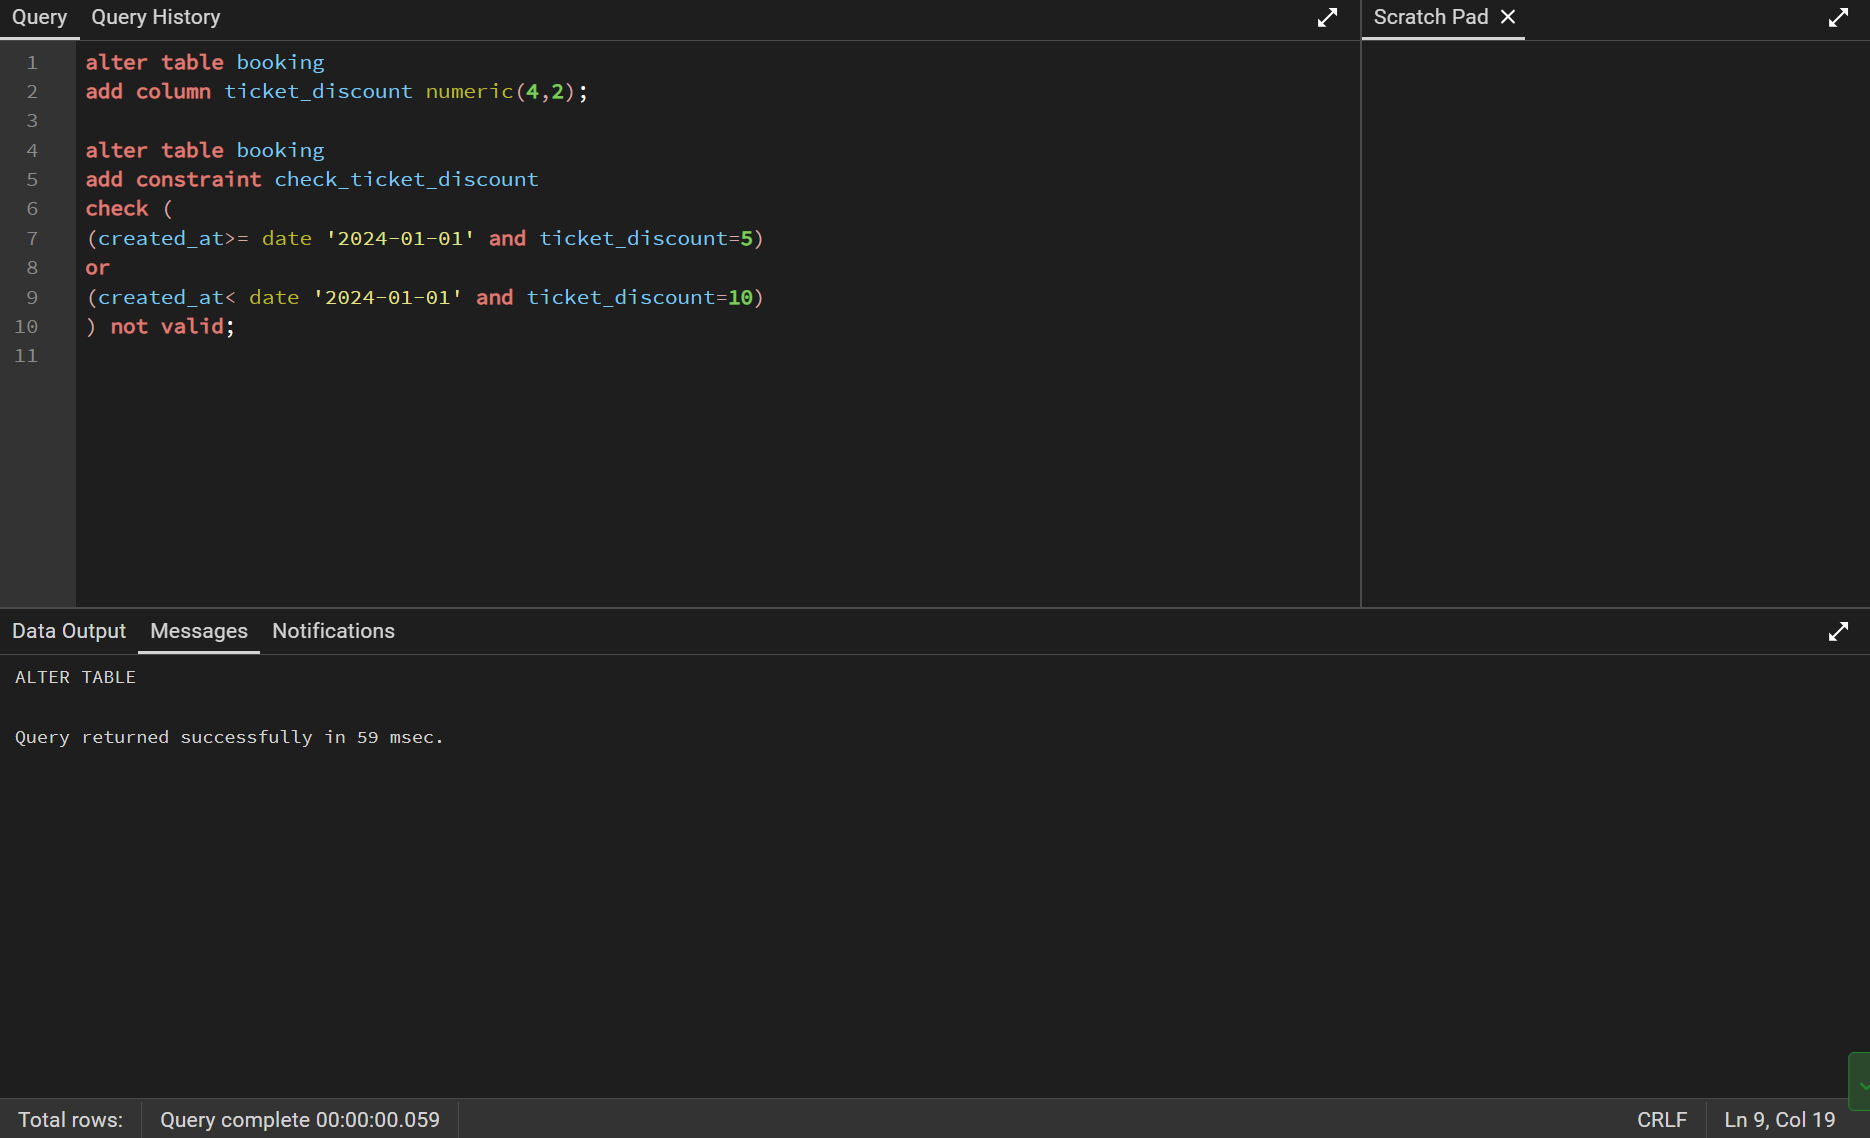 Query Query History Scratch Pad
1 alter table booking
2 add column ticket_discount numeric(4,2);
3
4 alter table booking
5 add constraint check_ticket_discount
6 check (
7 (created_at>= date '2024-01-01' and ticket_discount=5)
8 or
9 (created_at< date '2024-01-01' and ticket_discount=10)
10 ) not valid;
11
Data Output Messages Notifications
ALTER TABLE
Query returned successfully in 59 msec.
Total rows: Query complete 00:00:00.059 CRLF Ln 9, Col 19